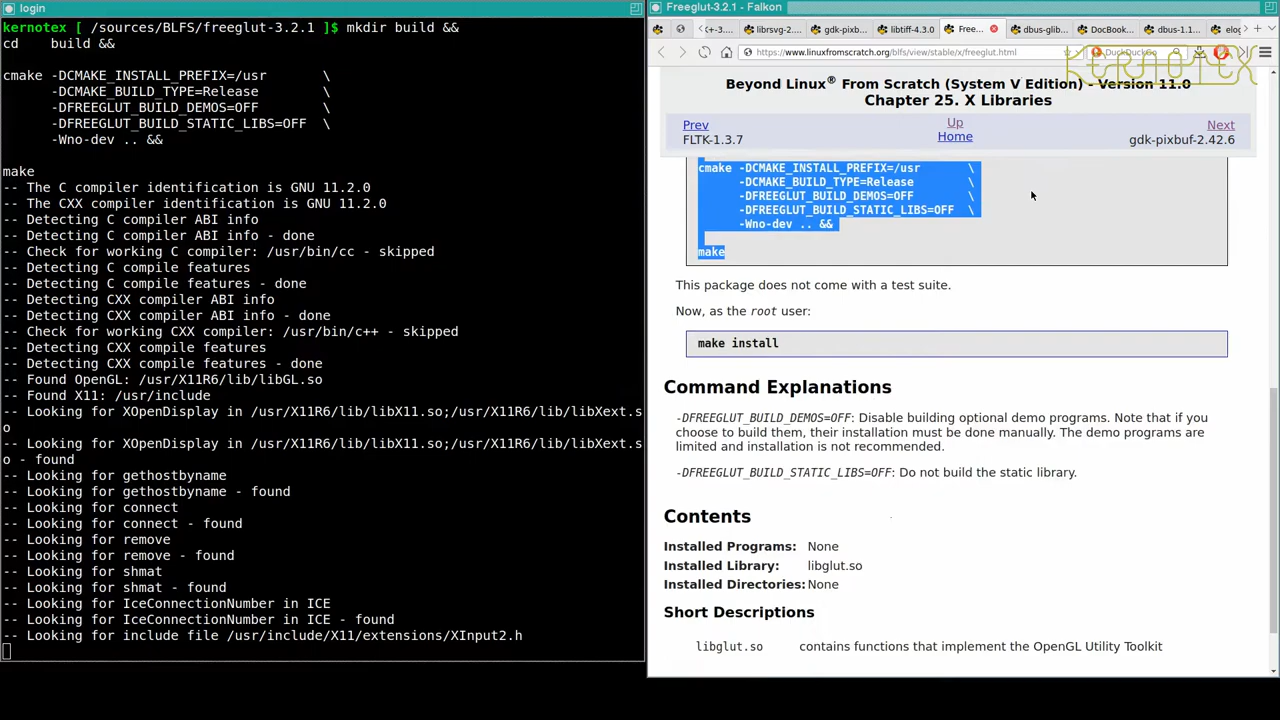 login
kernotex [ /sources/BLFS/freeglut-3.2.1 ]$ mkdir build &&
cd    build &&
cmake -DCMAKE_INSTALL_PREFIX=/usr       \
      -DCMAKE_BUILD_TYPE=Release        \
      -DFREEGLUT_BUILD_DEMOS=OFF        \
      -DFREEGLUT_BUILD_STATIC_LIBS=OFF  \
      -Wno-dev .. &&
make
-- The C compiler identification is GNU 11.2.0
-- The CXX compiler identification is GNU 11.2.0
-- Detecting C compiler ABI info
-- Detecting C compiler ABI info - done
-- Check for working C compiler: /usr/bin/cc - skipped
-- Detecting C compile features
-- Detecting C compile features - done
-- Detecting CXX compiler ABI info
-- Detecting CXX compiler ABI info - done
-- Check for working CXX compiler: /usr/bin/c++ - skipped
-- Detecting CXX compile features
-- Detecting CXX compile features - done
-- Found OpenGL: /usr/X11R6/lib/libGL.so
-- Found X11: /usr/include
-- Looking for XOpenDisplay in /usr/X11R6/lib/libX11.so;/usr/X11R6/lib/libXext.s
o
-- Looking for XOpenDisplay in /usr/X11R6/lib/libX11.so;/usr/X11R6/lib/libXext.s
o - found
-- Looking for gethostbyname
-- Looking for gethostbyname - found
-- Looking for connect
-- Looking for connect - found
-- Looking for remove
-- Looking for remove - found
-- Looking for shmat
-- Looking for shmat - found
-- Looking for IceConnectionNumber in ICE
-- Looking for IceConnectionNumber in ICE - found
-- Looking for include file /usr/include/X11/extensions/XInput2.h
Freeglut-3.2.1 - Falkon
(+-3.... librsvg-2.... gdk-pixb... libtiff-4.3.0 Free... dbus-glib... DocBook... dbus-1.1... elog
https://www.linuxfromscratch.org/blfs/view/stable/x/freeglut.html DuckDuckGo
KERNOTEX
Beyond Linux® From Scratch (System V Edition) - Version 11.0
Chapter 25. X Libraries
Prev Up Next
FLTK-1.3.7 Home gdk-pixbuf-2.42.6
cmake -DCMAKE_INSTALL_PREFIX=/usr       \
      -DCMAKE_BUILD_TYPE=Release        \
      -DFREEGLUT_BUILD_DEMOS=OFF        \
      -DFREEGLUT_BUILD_STATIC_LIBS=OFF  \
      -Wno-dev .. &&
make
This package does not come with a test suite.
Now, as the root user:
make install
Command Explanations
-DFREEGLUT_BUILD_DEMOS=OFF: Disable building optional demo programs. Note that if you
choose to build them, their installation must be done manually. The demo programs are
limited and installation is not recommended.
-DFREEGLUT_BUILD_STATIC_LIBS=OFF: Do not build the static library.
Contents
Installed Programs: None
Installed Library: libglut.so
Installed Directories: None
Short Descriptions
libglut.so contains functions that implement the OpenGL Utility Toolkit